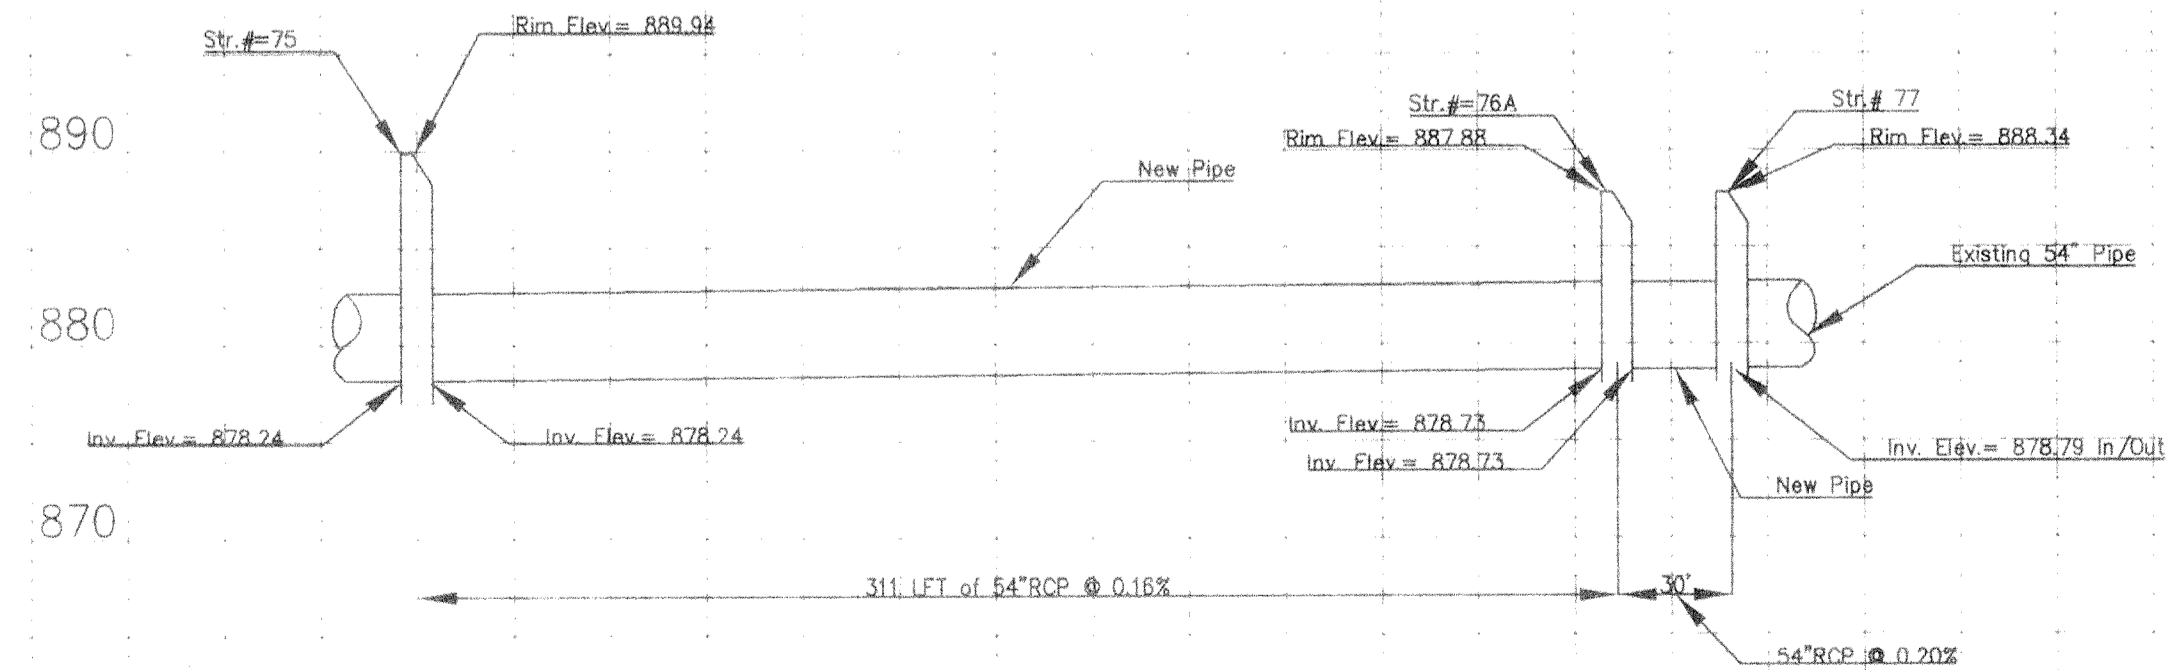 Str.#=75
Rim Elev.= 889.94
890
Str.#=76A
Rim Elev.= 887.88
Str.# 77
Rim Elev.= 888.34
New Pipe
Existing 54" Pipe
880
Inv. Elev.= 878.24
Inv. Elev.= 878.24
Inv. Elev.= 878.73
Inv. Elev.= 878.73
Inv. Elev.= 878.79 In/Out
New Pipe
870
311 LFT of 54"RCP @ 0.16%
30'
54"RCP @ 0.20%